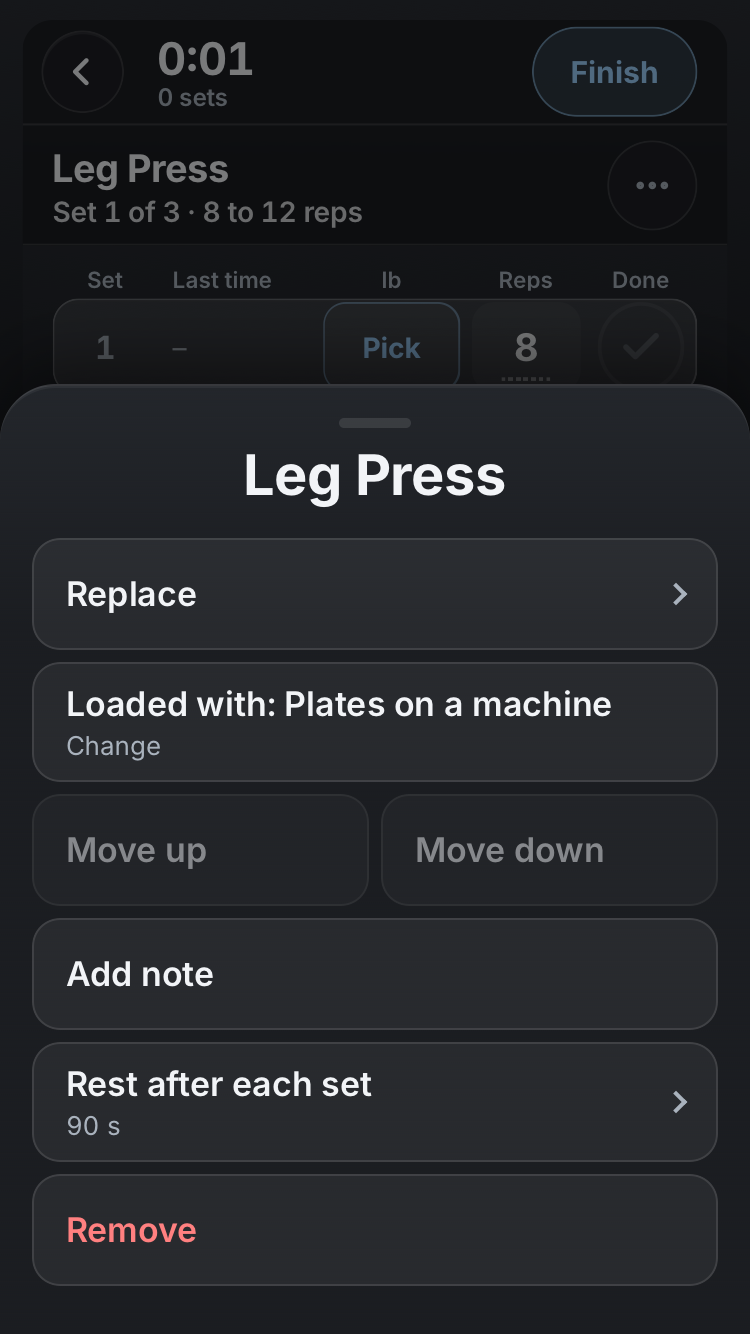 0:01
0 sets
Finish
Leg Press
Set 1 of 3 · 8 to 12 reps
Set Last time lb Reps Done
1 – Pick 8
Leg Press
Replace
Loaded with: Plates on a machine
Change
Move up Move down
Add note
Rest after each set
90 s
Remove